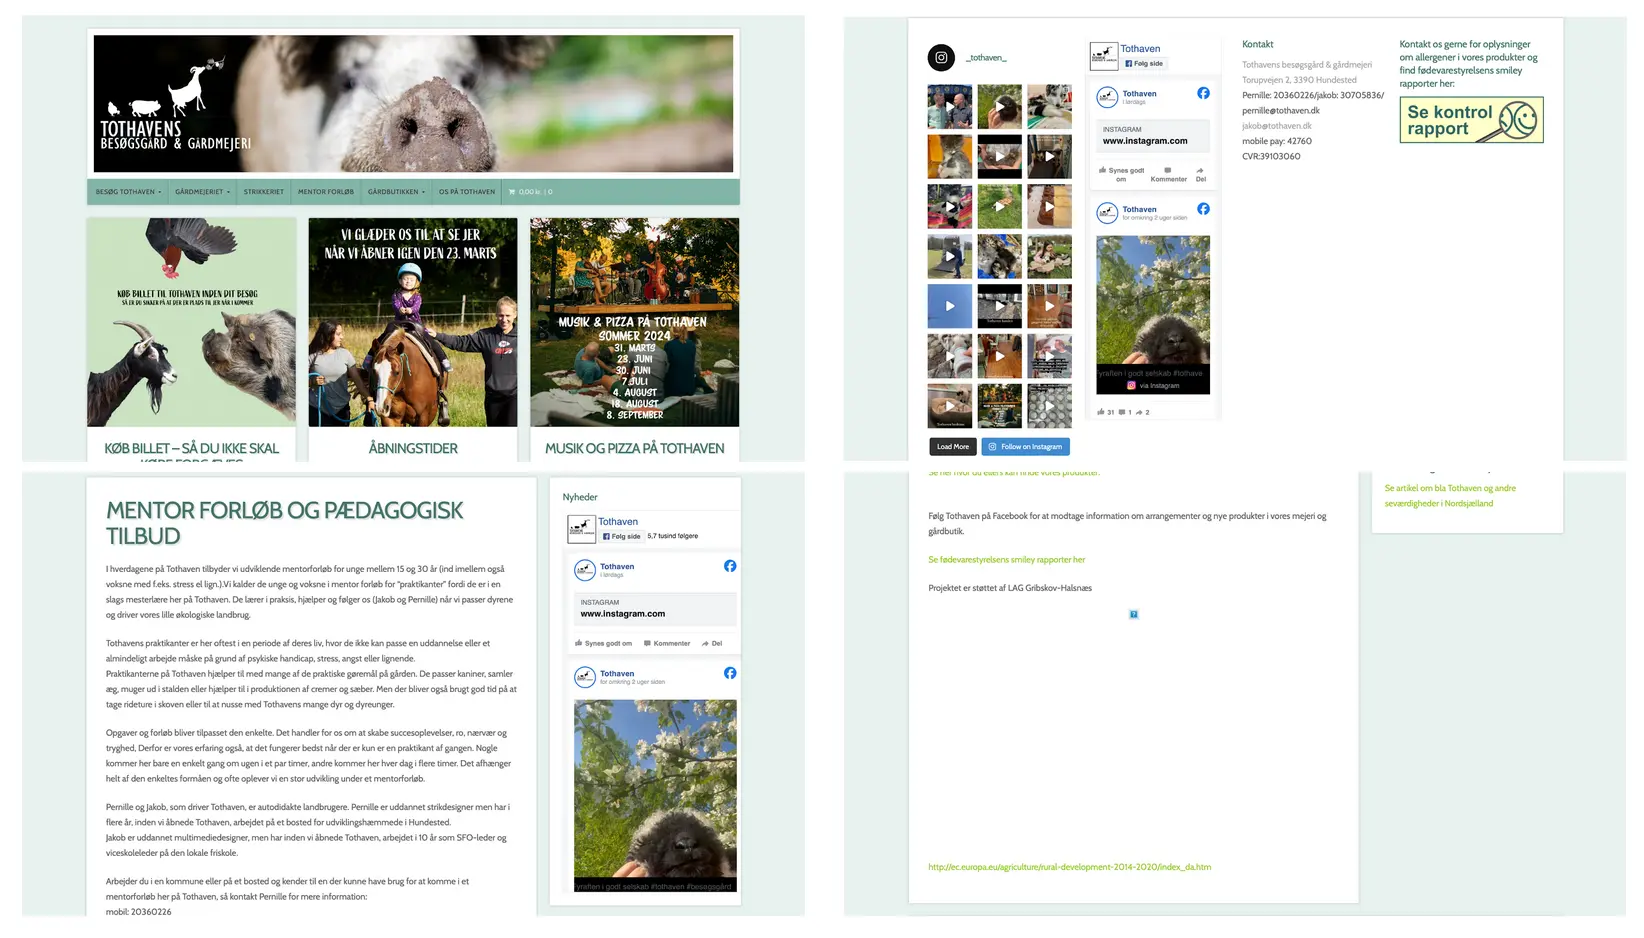 TOTHAVENS
BESØGSGÅRD & GÅRDMEJERI
BESØG TOTHAVEN
GÅRDMEJERIET
STRIKKERIET
MENTOR FORLØB
GÅRDBUTIKKEN
OS PÅ TOTHAVEN
0,00 kr. | 0
KØB BILLET TIL TOTHAVEN INDEN DIT BESØG
SÅ ER DU SIKKER PÅ AT DER ER PLADS TIL JER NÅR I KOMMER
KØB BILLET – SÅ DU IKKE SKAL
VI GLÆDER OS TIL AT SE JER
NÅR VI ÅBNER IGEN DEN 23. MARTS
ÅBNINGSTIDER
MUSIK & PIZZA PÅ TOTHAVEN
SOMMER 2024
31. MARTS
23. JUNI
30. JUNI
7. JULI
4. AUGUST
18. AUGUST
8. SEPTEMBER
MUSIK OG PIZZA PÅ TOTHAVEN
_tothaven_
Load More
Follow on Instagram
Tothaven
Følg side
Tothaven
i lørdags
INSTAGRAM
www.instagram.com
Synes godt om
Kommenter
Del
Tothaven
for omkring 2 uger siden
Fyraften i godt selskab #tothave
via Instagram
31 1 2
Kontakt
Tothavens besøgsgård & gårdmejeri
Torupvejen 2, 3390 Hundested
Pernille: 20360226/jakob: 30705836/
pernille@tothaven.dk
jakob@tothaven.dk
mobile pay: 42760
CVR:39103060
Kontakt os gerne for oplysninger
om allergener i vores produkter og
find fødevarestyrelsens smiley
rapporter her:
Se kontrol
rapport
MENTOR FORLØB OG PÆDAGOGISK
TILBUD
I hverdagene på Tothaven tilbyder vi udviklende mentorforløb for unge mellem 15 og 30 år (ind imellem også
voksne med f.eks. stress el lign.).Vi kalder de unge og voksne i mentor forløb for "praktikanter" fordi de er i en
slags mesterlære her på Tothaven. De lærer i praksis, hjælper og følger os (Jakob og Pernille) når vi passer dyrene
og driver vores lille økologiske landbrug.
Tothavens praktikanter er her oftest i en periode af deres liv, hvor de ikke kan passe en uddannelse eller et
almindeligt arbejde måske på grund af psykiske handicap, stress, angst eller lignende.
Praktikanterne på Tothaven hjælper til med mange af de praktiske gøremål på gården. De passer kaniner, samler
æg, muger ud i stalden eller hjælper til i produktionen af cremer og sæber. Men der bliver også brugt god tid på at
tage rideture i skoven eller til at nusse med Tothavens mange dyr og dyreunger.
Opgaver og forløb bliver tilpasset den enkelte. Det handler for os om at skabe succesoplevelser, ro, nærvær og
tryghed, Derfor er vores erfaring også, at det fungerer bedst når der er kun er en praktikant af gangen. Nogle
kommer her bare en enkelt gang om ugen i et par timer, andre kommer her hver dag i flere timer. Det afhænger
helt af den enkeltes formåen og ofte oplever vi en stor udvikling under et mentorforløb.
Pernille og Jakob, som driver Tothaven, er autodidakte landbrugere. Pernille er uddannet strikdesigner men har i
flere år, inden vi åbnede Tothaven, arbejdet på et bosted for udviklingshæmmede i Hundested.
Jakob er uddannet multimediedesigner, men har inden vi åbnede Tothaven, arbejdet i 10 år som SFO-leder og
viceskoleleder på den lokale friskole.
Arbejder du i en kommune eller på et bosted og kender til en der kunne have brug for at komme i et
mentorforløb her på Tothaven, så kontakt Pernille for mere information:
mobil: 20360226
Nyheder
Tothaven
Følg side
5.7 tusind følgere
Tothaven
i lørdags
INSTAGRAM
www.instagram.com
Synes godt om
Kommenter
Del
Tothaven
for omkring 2 uger siden
Fyraften i godt selskab #tothaven #besøgsgård
Se her hvor du ellers kan finde vores produkter.
Følg Tothaven på Facebook for at modtage information om arrangementer og nye produkter i vores mejeri og
gårdbutik.
Se fødevarestyrelsens smiley rapporter her
Projektet er støttet af LAG Gribskov-Halsnæs
http://ec.europa.eu/agriculture/rural-development-2014-2020/index_da.htm
Se artikel om bla Tothaven og andre
seværdigheder i Nordsjælland